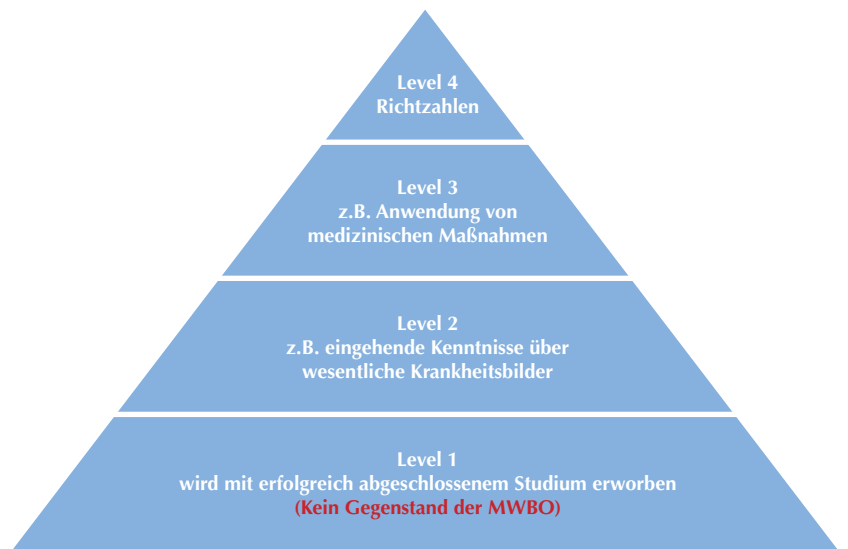 Level 4
Richtzahlen
Level 3
z.B. Anwendung von
medizinischen Maßnahmen
Level 2
z.B. eingehende Kenntnisse über
wesentliche Krankheitsbilder
Level 1
wird mit erfolgreich abgeschlossenem Studium erworben
(Kein Gegenstand der MWBO)